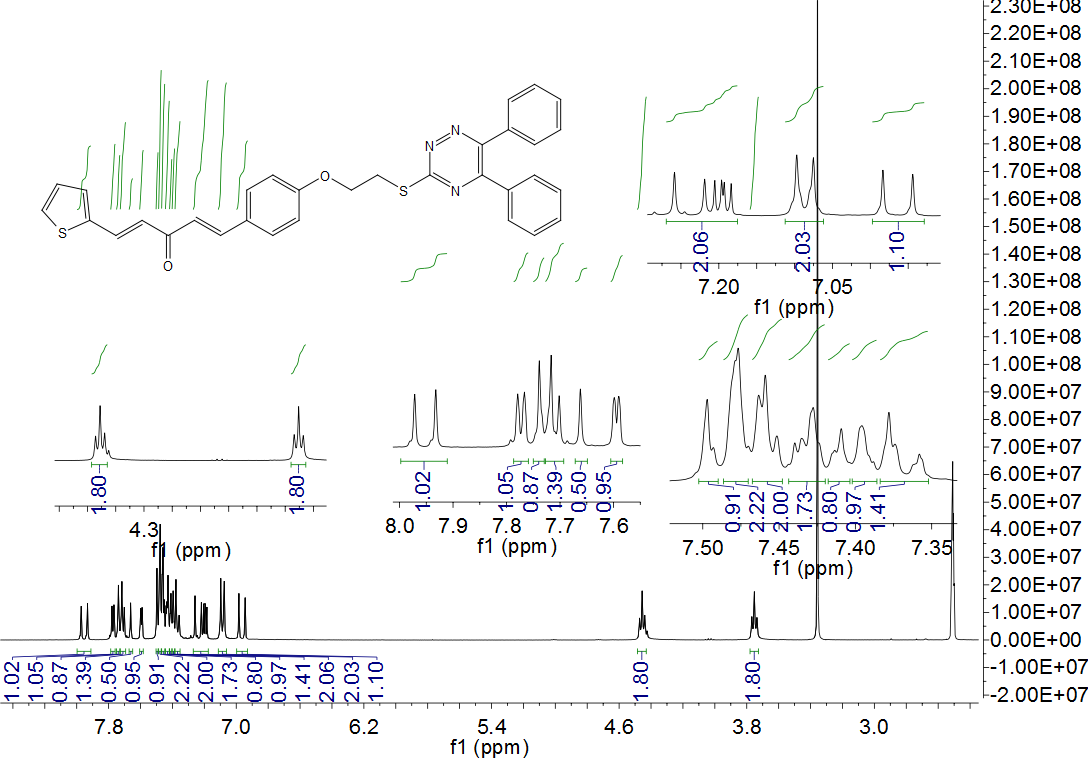 2.30E+08
2.20E+08
2.10E+08
2.00E+08
1.90E+08
1.80E+08
1.70E+08
1.60E+08
1.50E+08
1.40E+08
1.30E+08
1.20E+08
1.10E+08
1.00E+08
9.00E+07
8.00E+07
7.00E+07
6.00E+07
5.00E+07
4.00E+07
3.00E+07
2.00E+07
1.00E+07
0.00E+00
-1.00E+07
-2.00E+07
N
N
N
O
S
S
O
2.06
2.03
1.10
7.20
7.05
f1 (ppm)
1.80
1.80
4.3
f1 (ppm)
1.02
1.05
0.87
1.39
0.50
0.95
8.0
7.9
7.8
7.7
7.6
f1 (ppm)
0.91
2.22
2.00
1.73
0.80
0.97
1.41
7.50
7.45
7.40
7.35
f1 (ppm)
1.02
1.05
0.87
1.39
0.50
0.95
0.91
2.22
2.00
1.73
0.80
0.97
1.41
2.06
2.03
1.10
1.80
1.80
7.8
7.0
6.2
5.4
4.6
3.8
3.0
f1 (ppm)